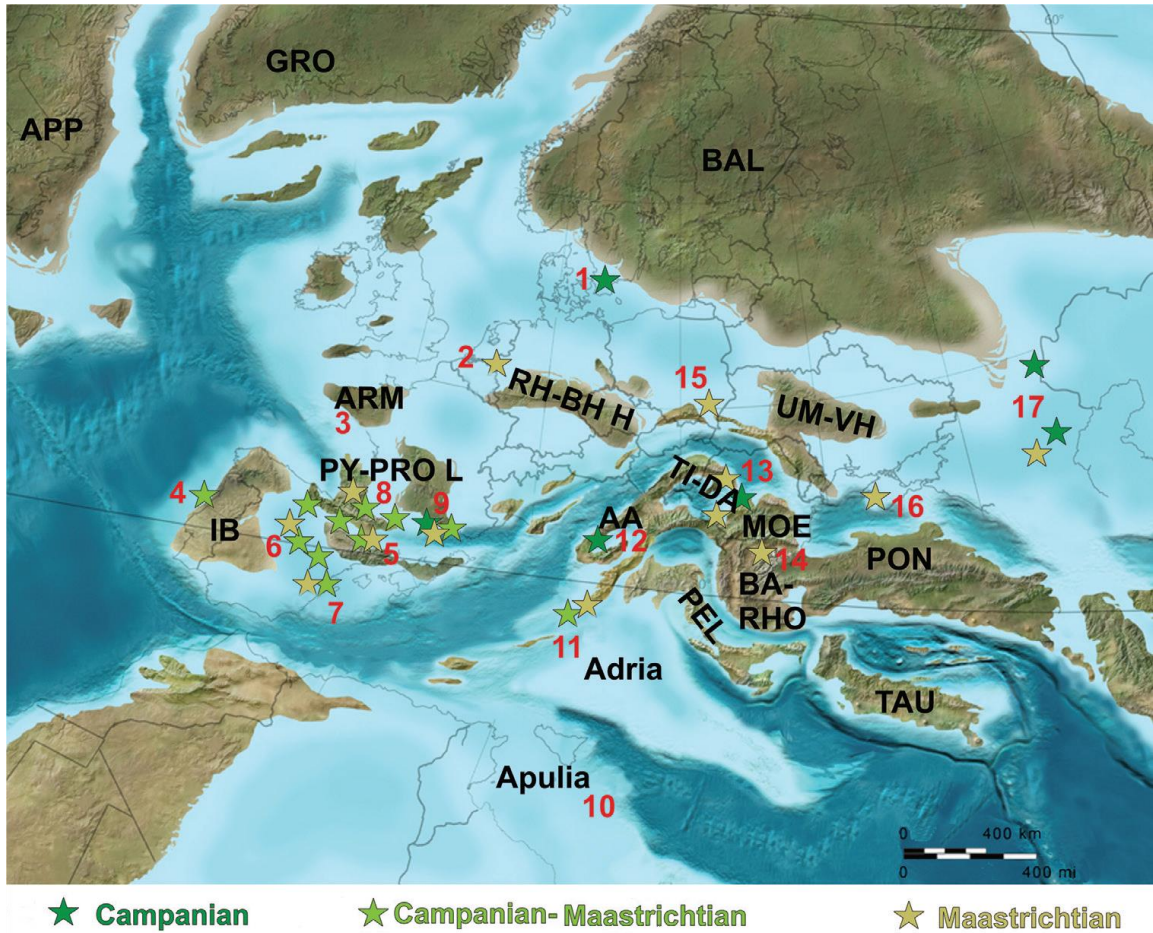 60°
GRO
APP
BAL
1
2
15
RH-BH H
ARM
UM-VH
17
3
PY-PRO L
TI-DA
13
8
4
9
16
IB
AA
MOE
12
6
5
14
PON
BA-
RHO
7
PEL
11
Adria
TAU
Apulia
10
0 400 km
0 400 mi
Campanian
Campanian-Maastrichtian
Maastrichtian